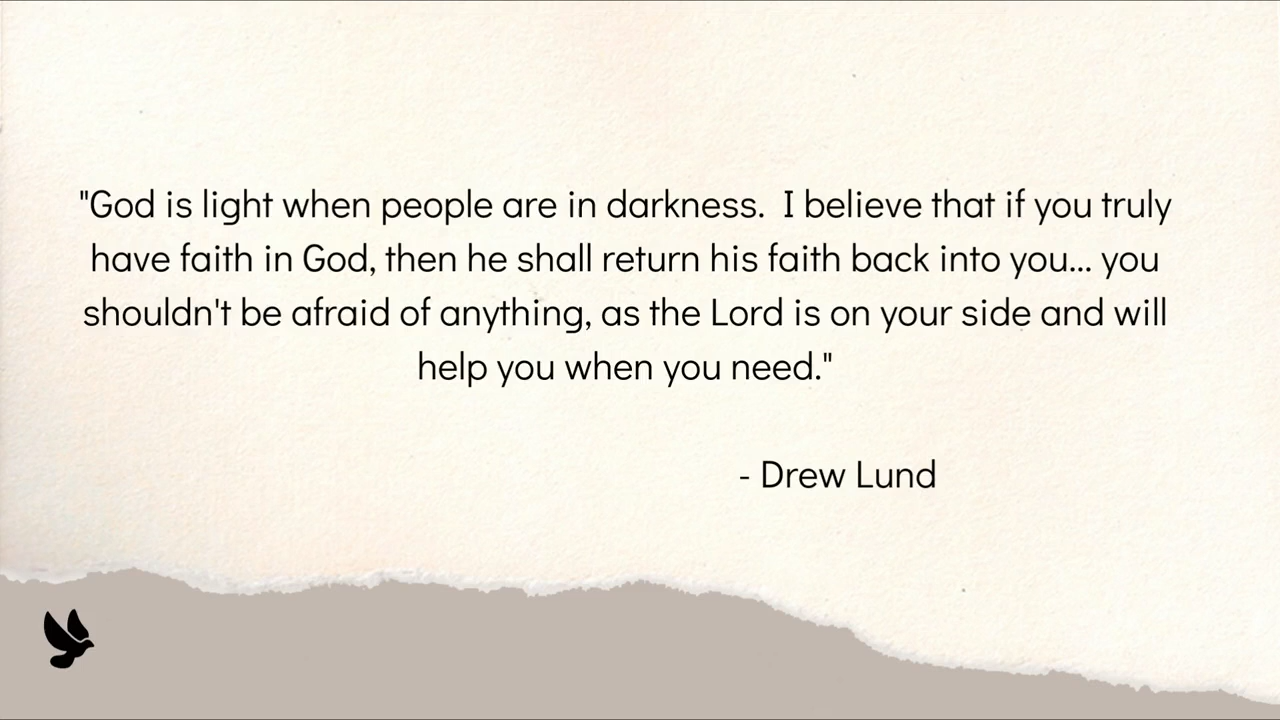 "God is light when people are in darkness.  I believe that if you truly
have faith in God, then he shall return his faith back into you... you
shouldn't be afraid of anything, as the Lord is on your side and will
help you when you need."
- Drew Lund